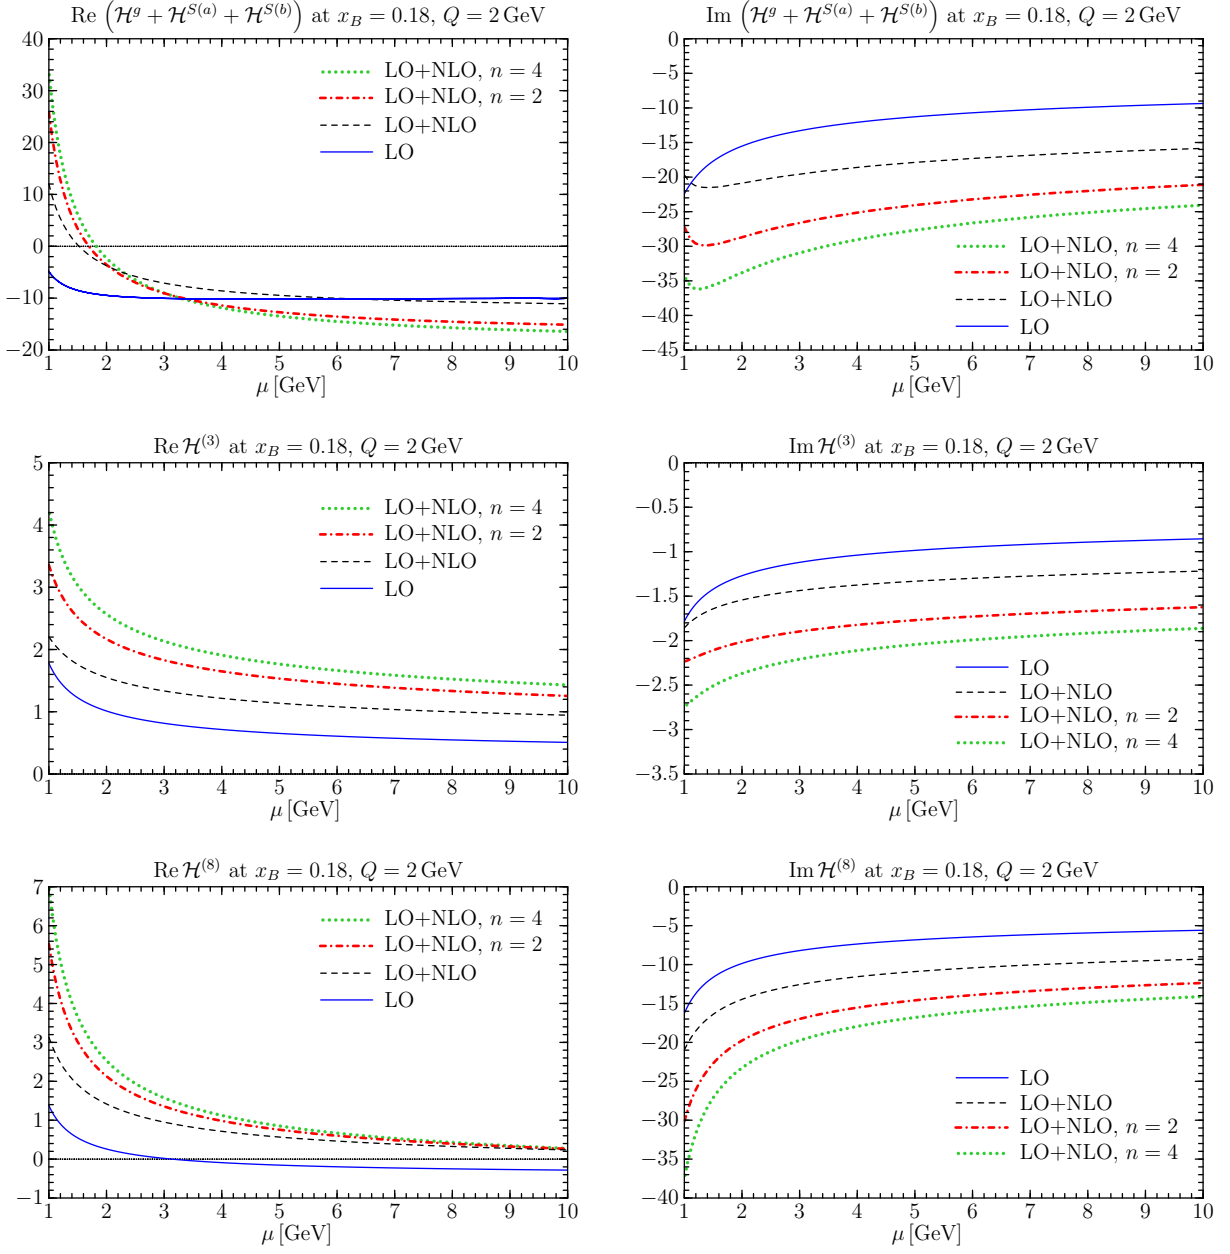 Re (ℋ^g + ℋ^{S(a)} + ℋ^{S(b)}) at x_B = 0.18, Q = 2 GeV
40
30
20
10
0
−10
−20
LO+NLO, n = 4
LO+NLO, n = 2
LO+NLO
LO
1 2 3 4 5 6 7 8 9 10
μ [GeV]
Im (ℋ^g + ℋ^{S(a)} + ℋ^{S(b)}) at x_B = 0.18, Q = 2 GeV
0
−5
−10
−15
−20
−25
−30
−35
−40
−45
LO+NLO, n = 4
LO+NLO, n = 2
LO+NLO
LO
1 2 3 4 5 6 7 8 9 10
μ [GeV]
Re ℋ^{(3)} at x_B = 0.18, Q = 2 GeV
5
4
3
2
1
0
LO+NLO, n = 4
LO+NLO, n = 2
LO+NLO
LO
1 2 3 4 5 6 7 8 9 10
μ [GeV]
Im ℋ^{(3)} at x_B = 0.18, Q = 2 GeV
0
−0.5
−1
−1.5
−2
−2.5
−3
−3.5
LO
LO+NLO
LO+NLO, n = 2
LO+NLO, n = 4
1 2 3 4 5 6 7 8 9 10
μ [GeV]
Re ℋ^{(8)} at x_B = 0.18, Q = 2 GeV
7
6
5
4
3
2
1
0
−1
LO+NLO, n = 4
LO+NLO, n = 2
LO+NLO
LO
1 2 3 4 5 6 7 8 9 10
μ [GeV]
Im ℋ^{(8)} at x_B = 0.18, Q = 2 GeV
0
−5
−10
−15
−20
−25
−30
−35
−40
LO
LO+NLO
LO+NLO, n = 2
LO+NLO, n = 4
1 2 3 4 5 6 7 8 9 10
μ [GeV]